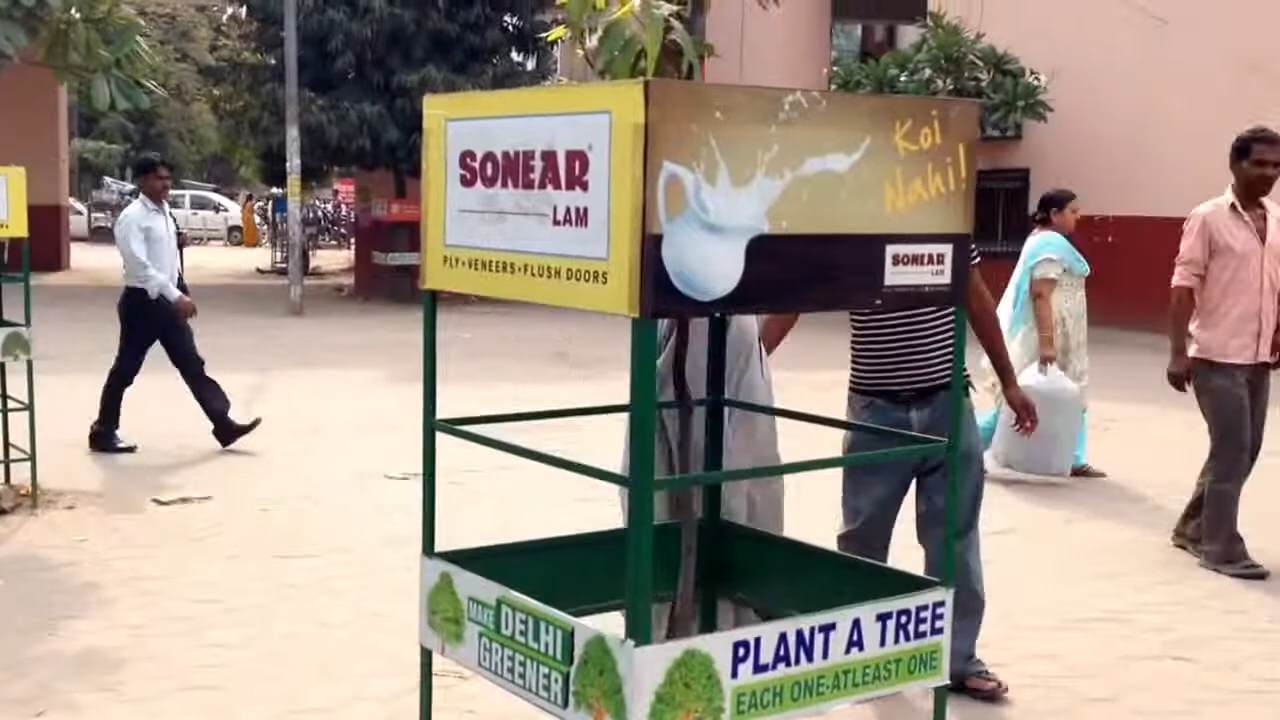 SONEAR
LAM
PLY•VENEERS•FLUSH DOORS
Koi
Nahi!
SONEAR
LAM
MAKE DELHI
GREENER
PLANT A TREE
EACH ONE-ATLEAST ONE